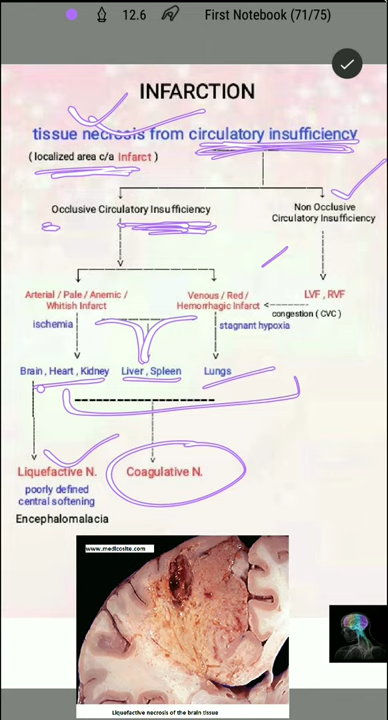 12.6
First Notebook (71/75)
INFARCTION
tissue necrosis from circulatory insufficiency
( localized area c/a Infarct )
Occlusive Circulatory Insufficiency
Non Occlusive
Circulatory Insufficiency
Arterial / Pale / Anemic /
Whitish Infarct
Venous / Red /
Hemorrhagic Infarct
LVF , RVF
congestion ( CVC )
ischemia
stagnant hypoxia
Brain , Heart , Kidney
Liver , Spleen
Lungs
Liquefactive N.
Coagulative N.
poorly defined
central softening
Encephalomalacia
www.medicosite.com
Liquefactive necrosis of the brain tissue